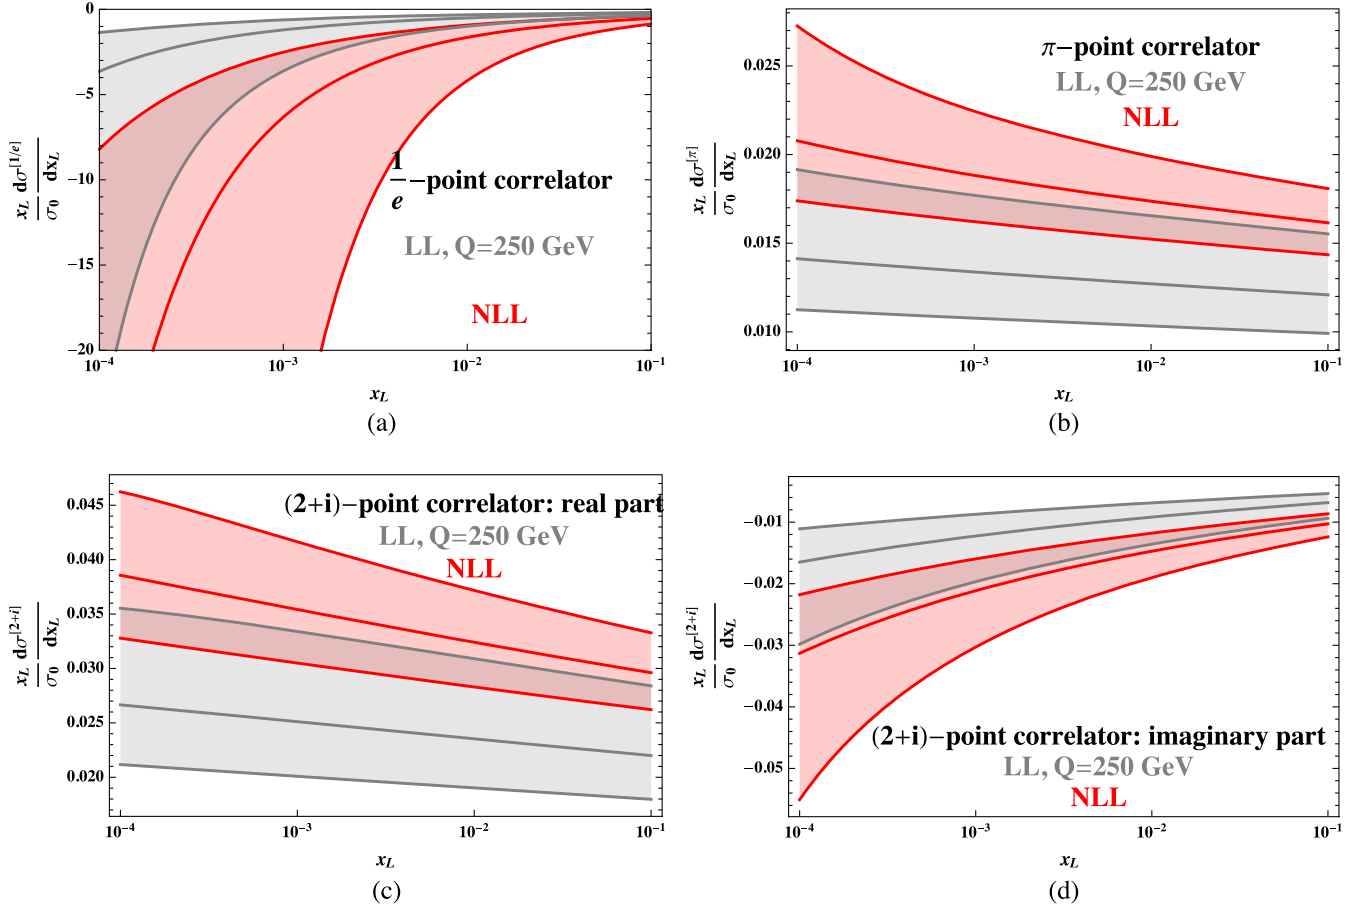 0
−5
−10
−15
−20
x_L dσ^[1/e]
σ_0 dx_L
1/e −point correlator
LL, Q=250 GeV
NLL
10^−4 10^−3 10^−2 10^−1
x_L
(a)
0.025
0.020
0.015
0.010
x_L dσ^[π]
σ_0 dx_L
π−point correlator
LL, Q=250 GeV
NLL
10^−4 10^−3 10^−2 10^−1
x_L
(b)
0.045
0.040
0.035
0.030
0.025
0.020
x_L dσ^[2+i]
σ_0 dx_L
(2+i)−point correlator: real part
LL, Q=250 GeV
NLL
10^−4 10^−3 10^−2 10^−1
x_L
(c)
−0.01
−0.02
−0.03
−0.04
−0.05
x_L dσ^[2+i]
σ_0 dx_L
(2+i)−point correlator: imaginary part
LL, Q=250 GeV
NLL
10^−4 10^−3 10^−2 10^−1
x_L
(d)